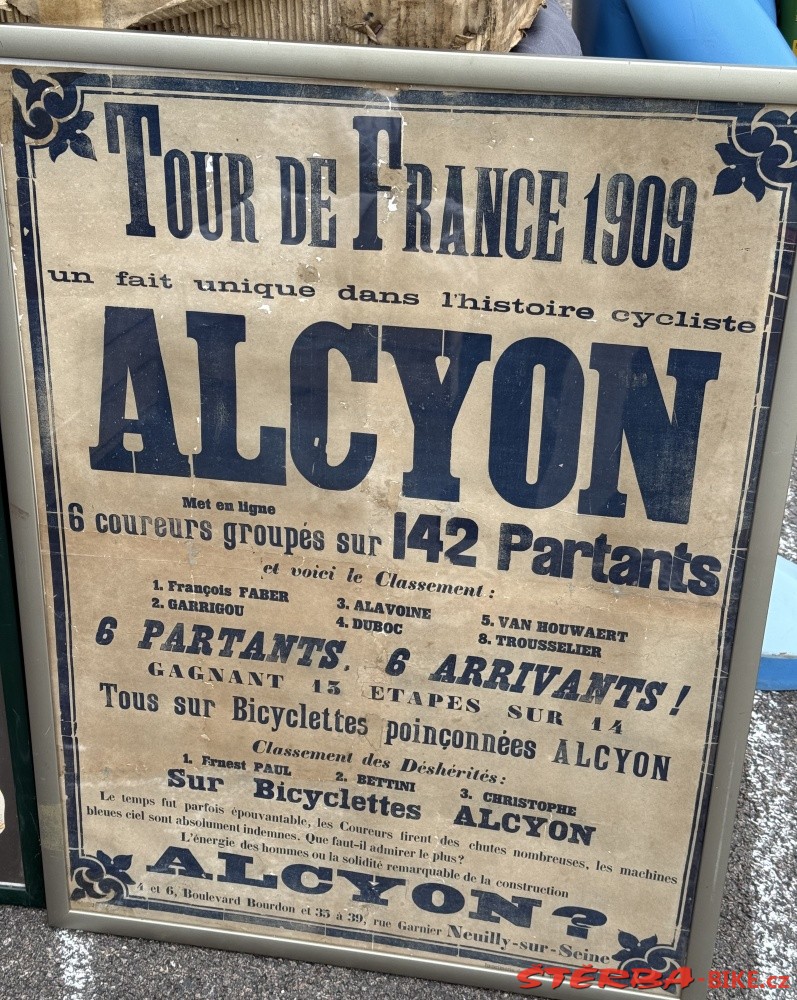 TOUR DE FRANCE 1909
un fait unique dans l'histoire cycliste
ALCYON
Met en ligne
6 coureurs groupés sur 142 Partants
et voici le Classement :
1. François FABER
2. GARRIGOU
3. ALAVOINE
4. DUBOC
5. VAN HOUWAERT
8. TROUSSELIER
6 PARTANTS, 6 ARRIVANTS !
GAGNANT 13 ETAPES SUR 14
Tous sur Bicyclettes poinçonnées ALCYON
Classement des Déshérités:
1. Ernest PAUL
2. BETTINI
3. CHRISTOPHE
Sur Bicyclettes ALCYON
Le temps fut parfois épouvantable, les Coureurs firent des chutes nombreuses, les machines
bleues ciel sont absolument indemnes. Que faut-il admirer le plus?
L'énergie des hommes ou la solidité remarquable de la construction
ALCYON ?
4 et 6, Boulevard Bourdon et 35 à 39, rue Garnier Neuilly-sur-Seine
ŠTĚRBA-BIKE.cz